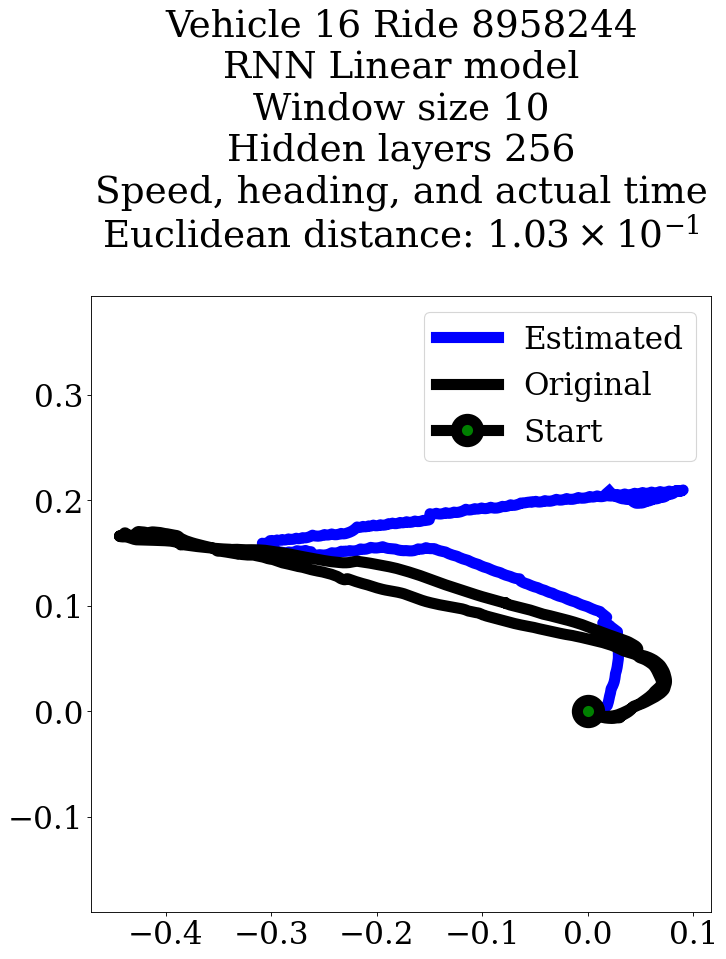 Vehicle 16 Ride 8958244
RNN Linear model
Window size 10
Hidden layers 256
Speed, heading, and actual time
Euclidean distance: 1.03 × 10⁻¹
Estimated
Original
Start
0.3
0.2
0.1
0.0
−0.1
−0.4 −0.3 −0.2 −0.1 0.0 0.1